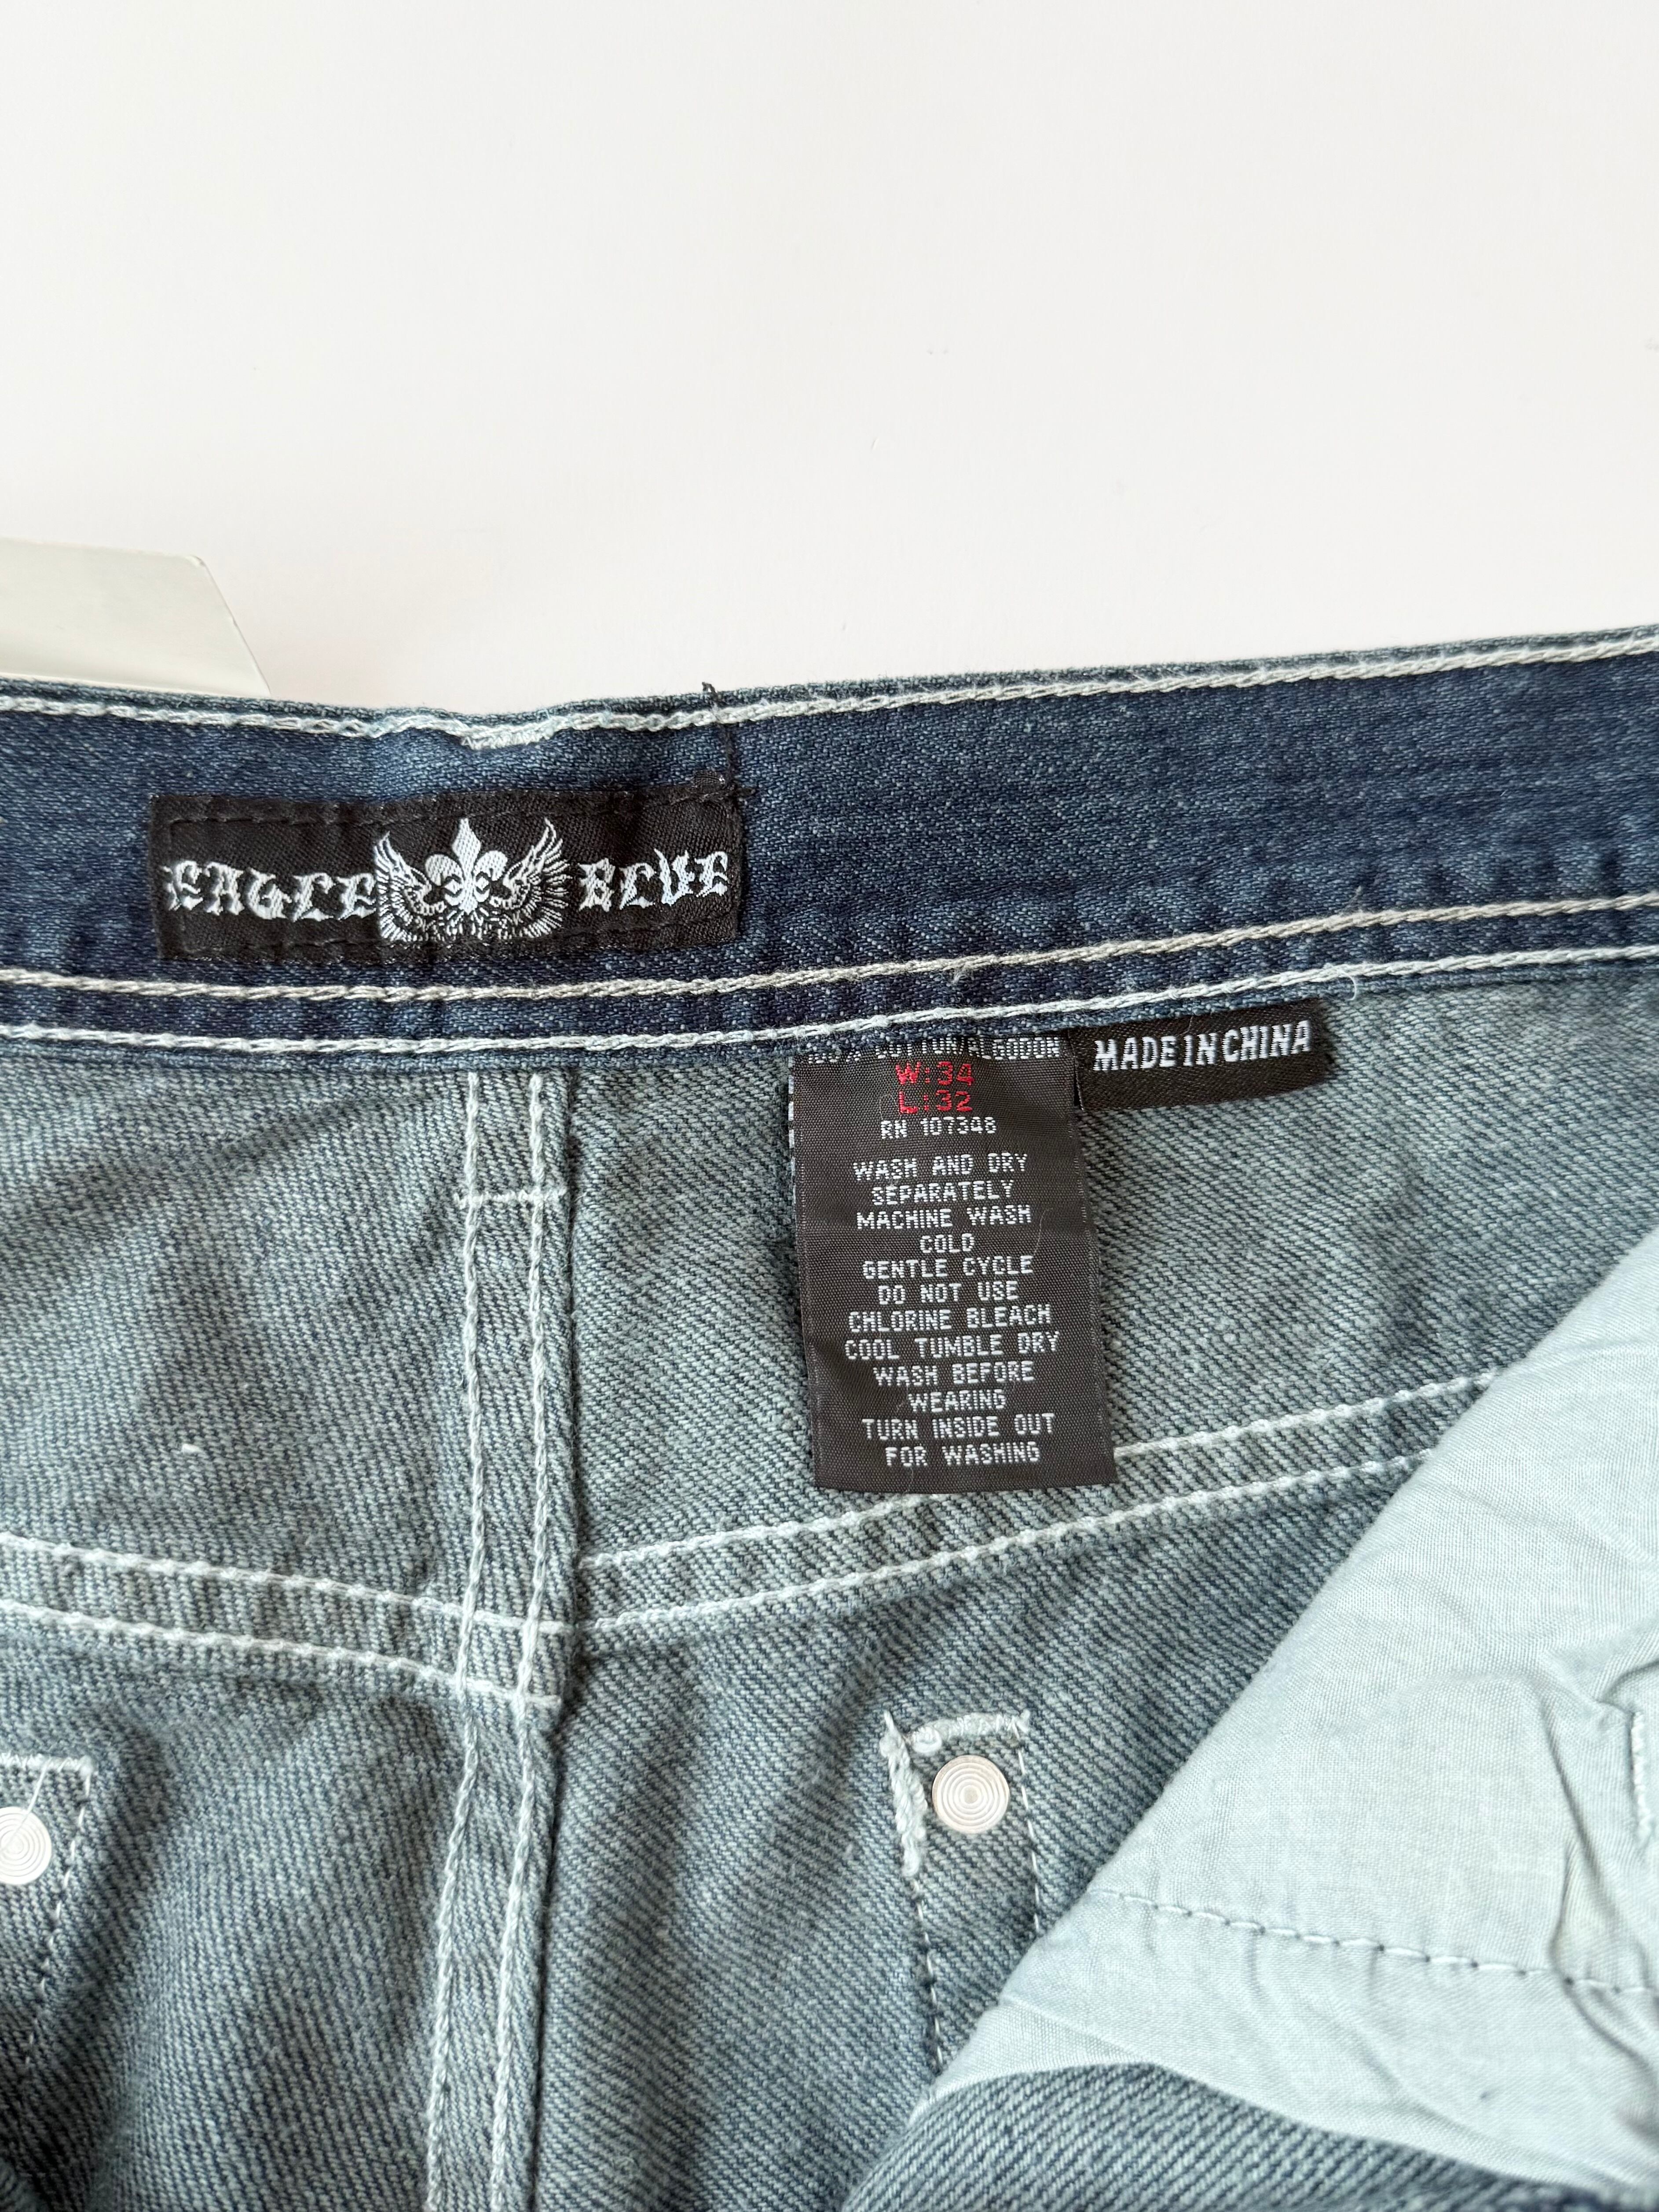 EAGLE BLUE
MADE IN CHINA
COTTON/ALGODON
W:34
L:32
RN 107348
WASH AND DRY
SEPARATELY
MACHINE WASH
COLD
GENTLE CYCLE
DO NOT USE
CHLORINE BLEACH
COOL TUMBLE DRY
WASH BEFORE
WEARING
TURN INSIDE OUT
FOR WASHING